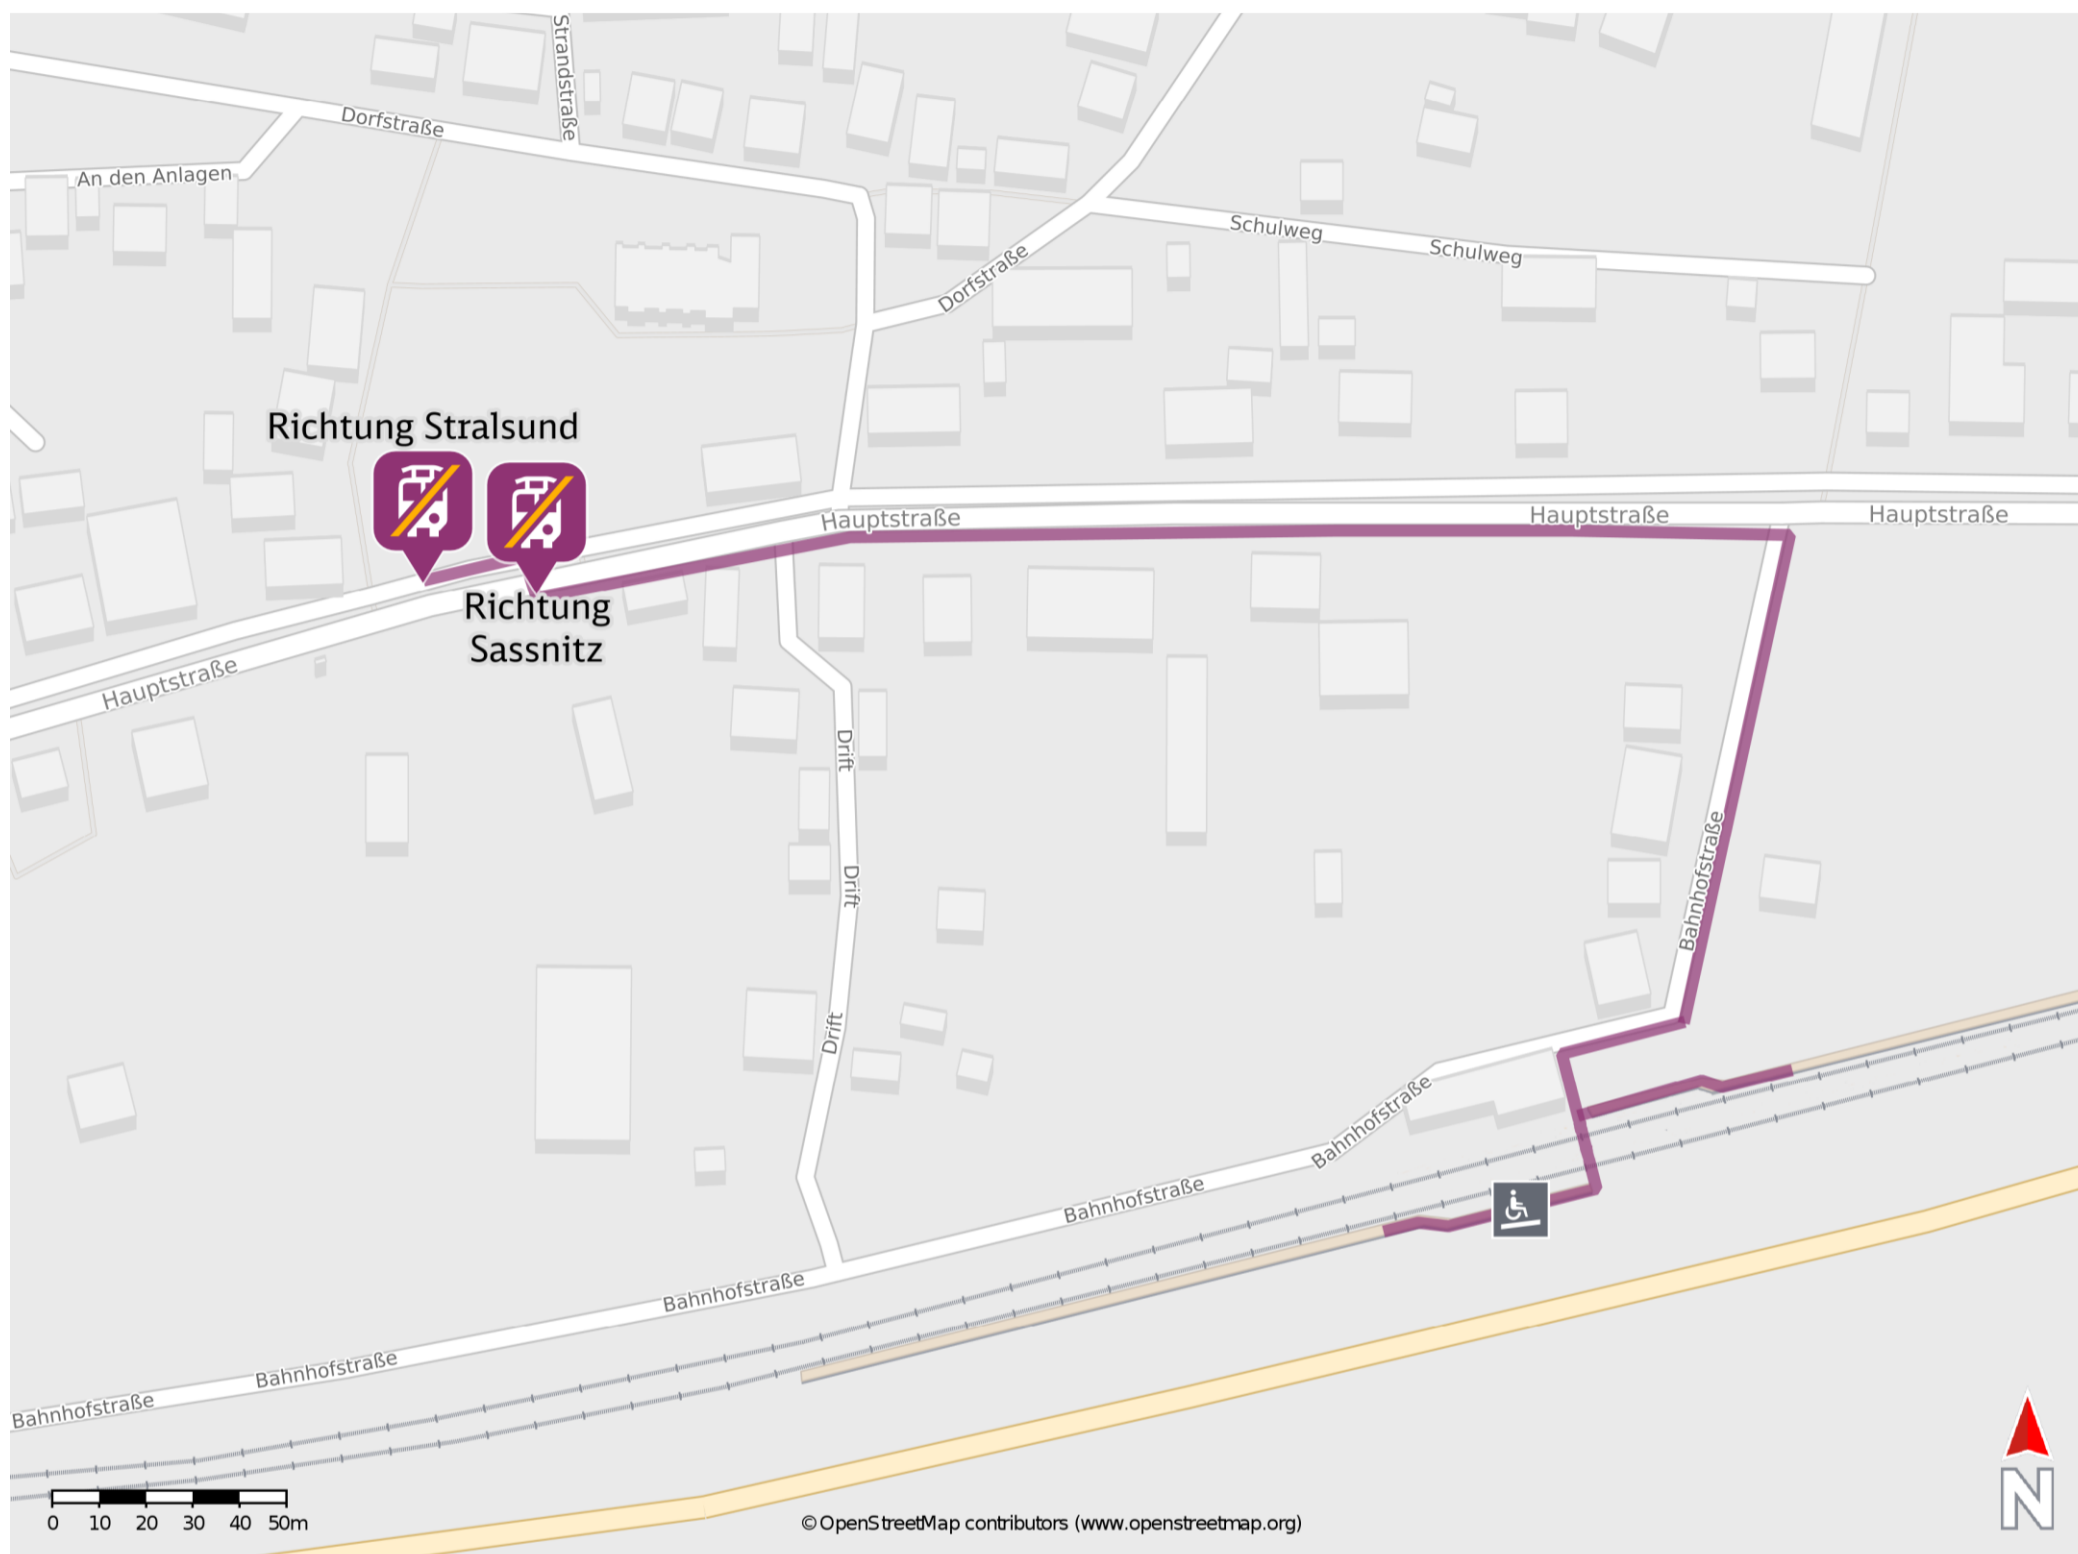 Strandstraße
Dorfstraße
An den Anlagen
Schulweg
Schulweg
Dorfstraße
Richtung Stralsund
Hauptstraße
Hauptstraße
Hauptstraße
Richtung
Sassnitz
Hauptstraße
Drift
Drift
Bahnhofstraße
Drift
Bahnhofstraße
Bahnhofstraße
Bahnhofstraße
Bahnhofstraße
Bahnhofstraße
0 10 20 30 40 50m
©OpenStreetMap contributors (www.openstreetmap.org)
N